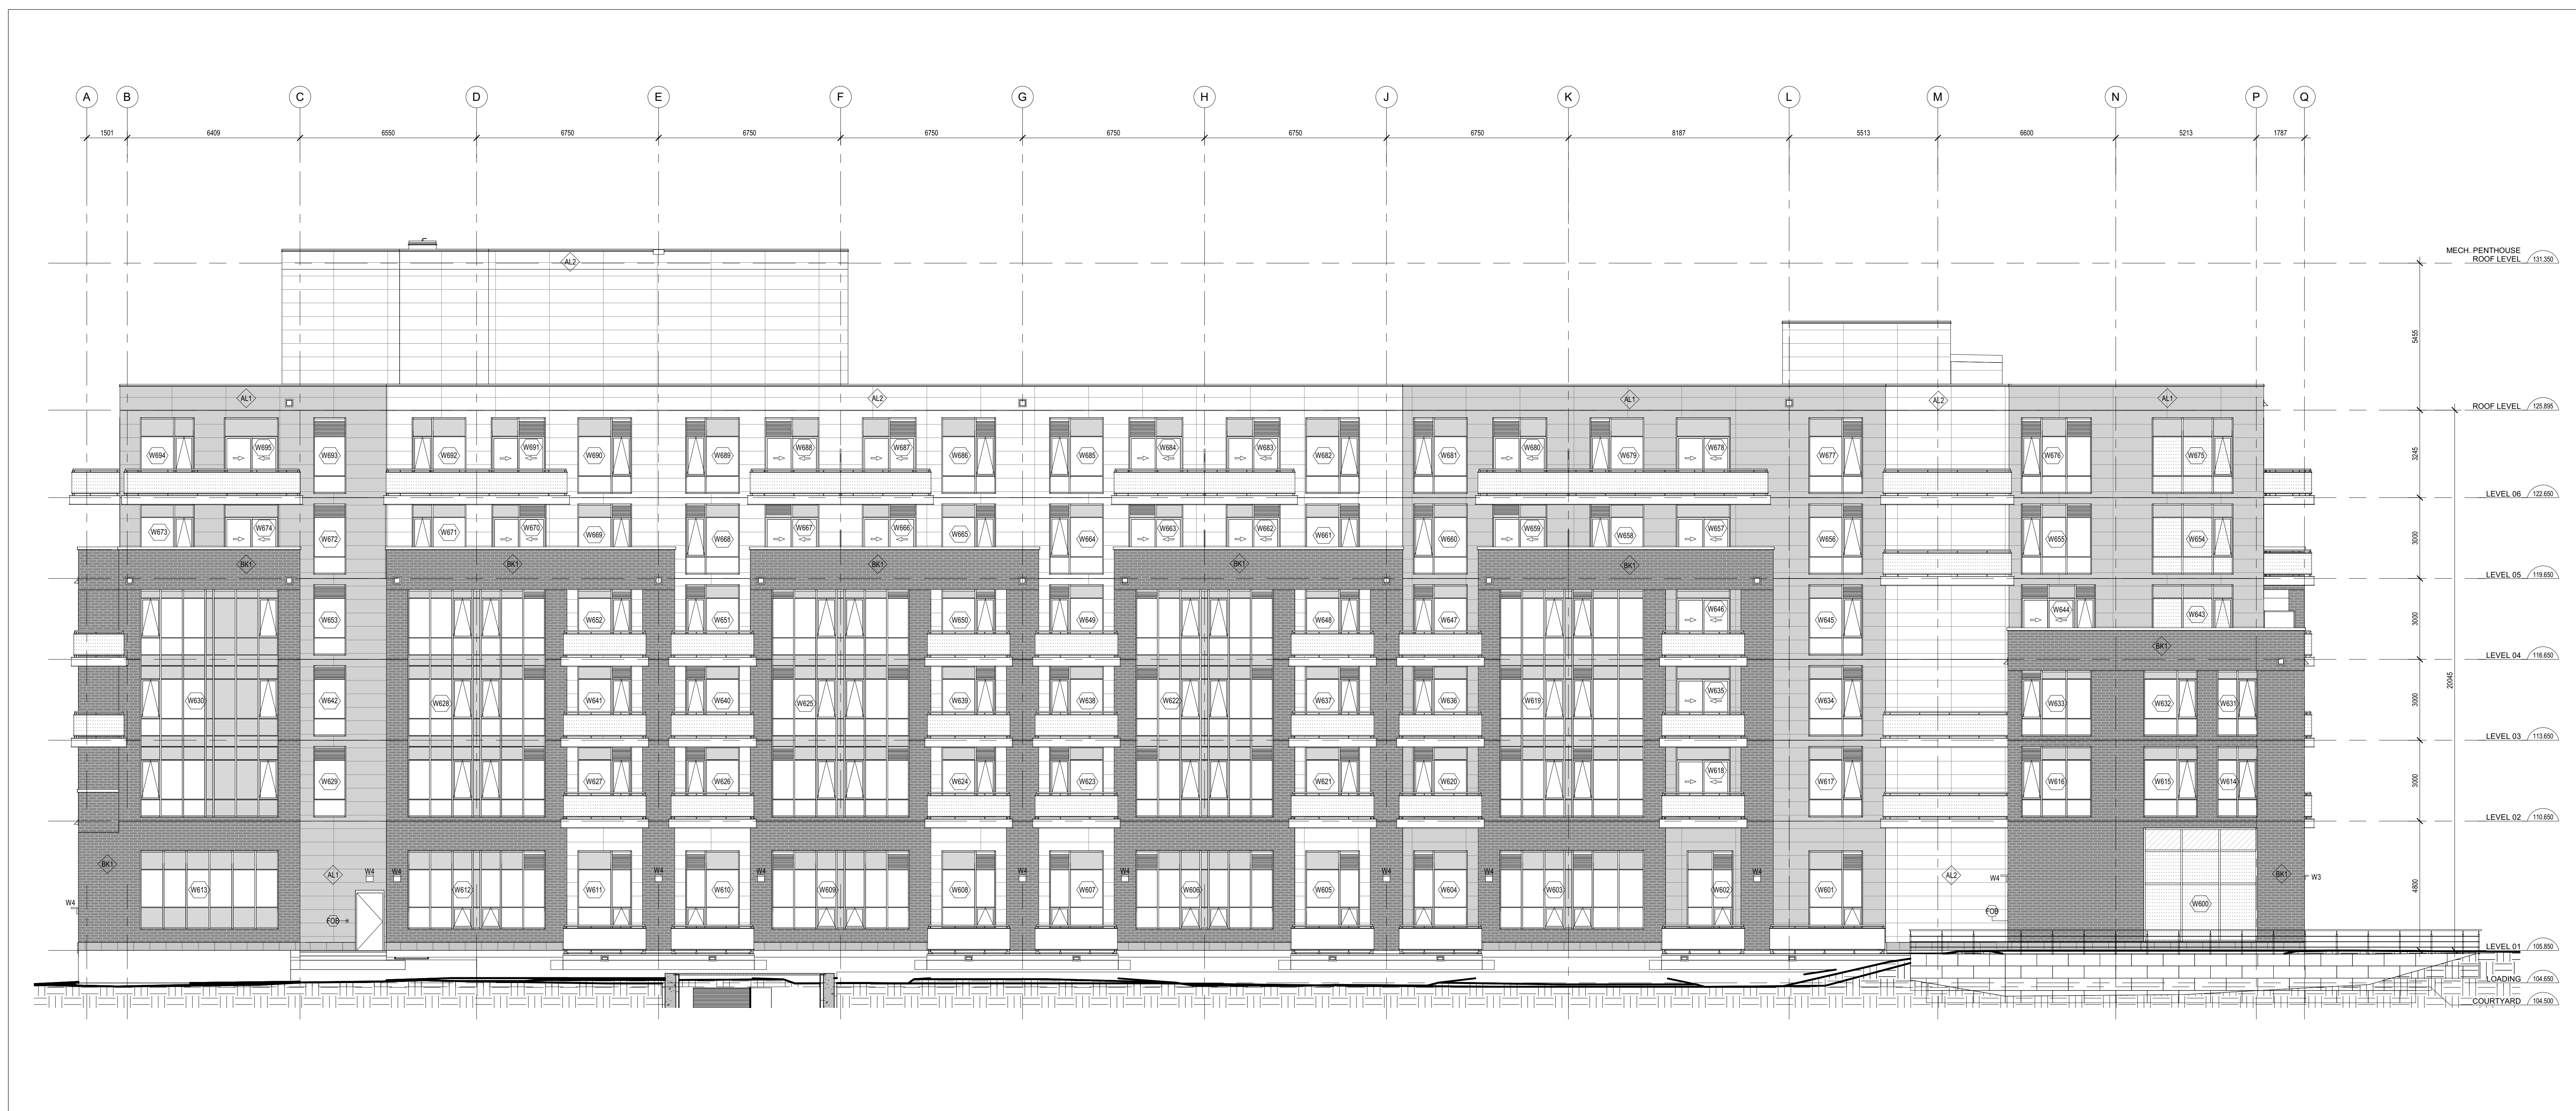 A B C D E F G H J K L M N P Q
1501 6409 6550 6750 6750 6750 6750 6750 6750 8187 5513 6600 5213 1787
MECH. PENTHOUSE
AL2 ROOF LEVEL 131.350
5455
AL1 AL2 AL1 AL2 AL1
ROOF LEVEL 125.895
W694 W695 W693 W692 W691 W690 W689 W688 W687 W686 W685 W684 W683 W682 W681 W680 W679 W678 W677 W676 W675
3245
LEVEL 06 122.650
W673 W674 W672 W671 W670 W669 W668 W667 W666 W665 W664 W663 W662 W661 W660 W659 W658 W657 W656 W655 W654
3000
BK1 BK1 BK1 BK1 BK1
LEVEL 05 119.650
W653 W652 W651 W650 W649 W648 W647 W646 W645 W644 W643
3000
BK1
LEVEL 04 116.650
20045
W630 W642 W628 W641 W640 W625 W639 W638 W622 W637 W636 W619 W635 W634 W633 W632 W631
3000
LEVEL 03 113.650
W629 W627 W626 W624 W623 W621 W620 W618 W617 W616 W615 W614
3000
LEVEL 02 110.650
BK1 AL1 W4 W4 W4 W4 W4 W4 W4 W4 W4 AL2 W4 BK1 W3
W613 W612 W611 W610 W609 W608 W607 W606 W605 W604 W603 W602 W601 W600
4800
W4 FOB FOB
LEVEL 01 105.850
LOADING 104.650
COURTYARD 104.500